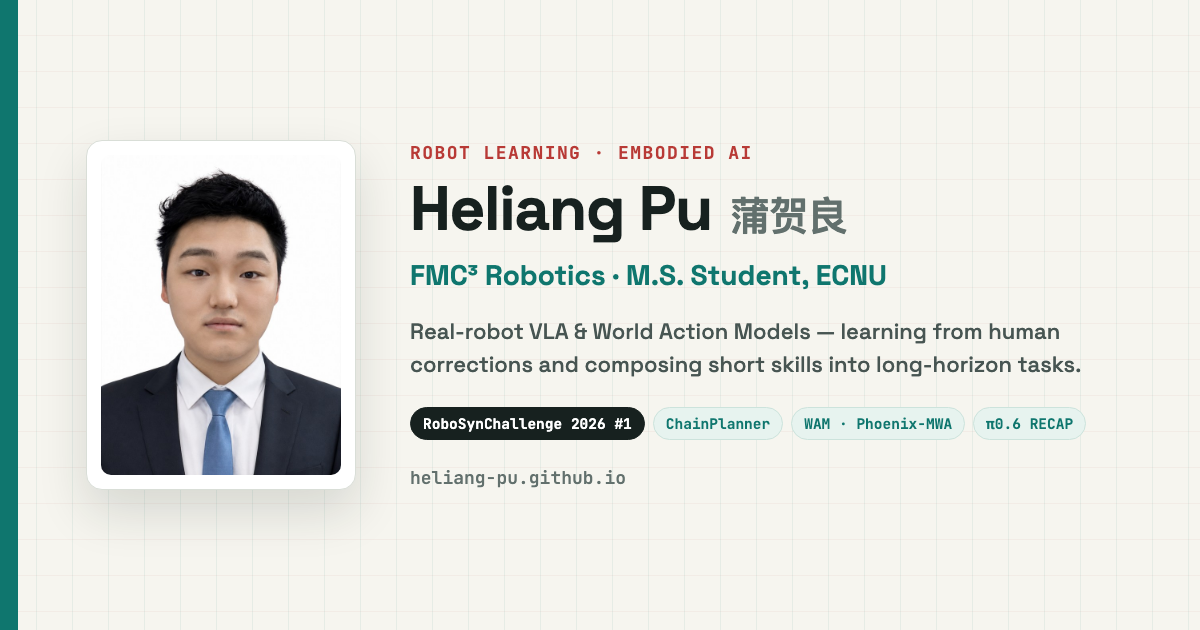 ROBOT LEARNING · EMBODIED AI
Heliang Pu 蒲贺良
FMC³ Robotics · M.S. Student, ECNU
Real-robot VLA & World Action Models — learning from human
corrections and composing short skills into long-horizon tasks.
RoboSynChallenge 2026 #1 ChainPlanner WAM · Phoenix-MWA π0.6 RECAP
heliang-pu.github.io